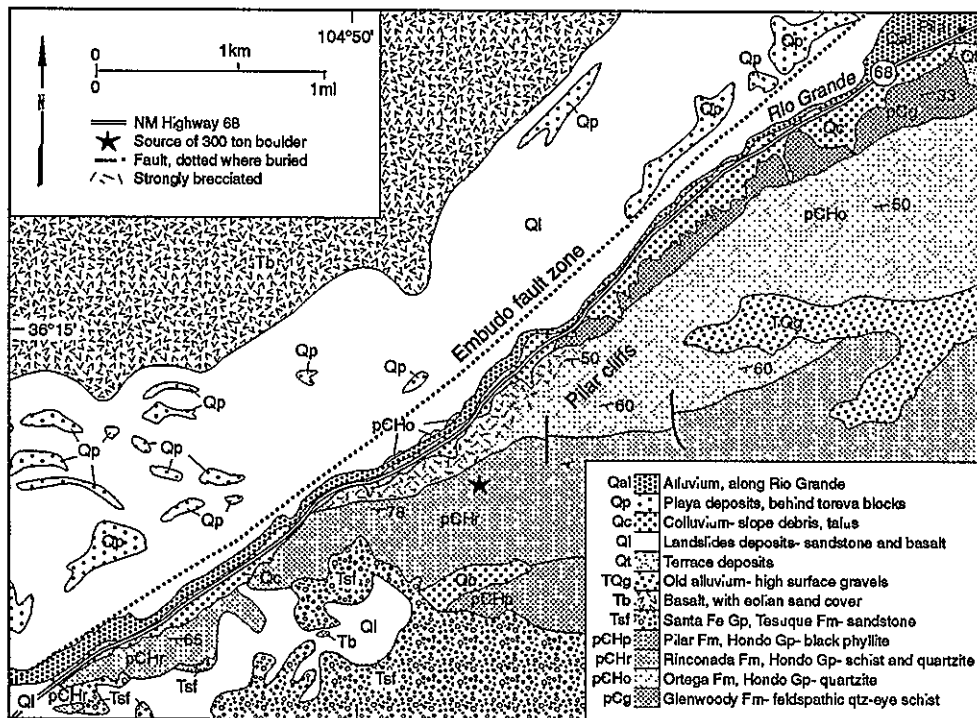 104°50'
0 1km
0 1ml
N
NM Highway 68
Source of 300 ton boulder
Fault, dotted where buried
Strongly brecciated
Qp
Qp
Qp
Qp
Rio Grande
68
33
pCg
Qc
pCHo
50
Ql
Tb
Embudo fault zone
36°15'
TQg
Qp
Qp
50
Pilar cliffs
60
60
pCHo
Qp
Qp
Qp
Qp
78
pCHr
Qp
Qc
Tsf
pCHp
Ql
Tb
65
pCHr
Tsf
Ql
pCHr
Tsf
Qal Alluvium, along Rio Grande
Qp Playa deposits, behind toreva blocks
Qc Colluvium- slope debris, talus
Ql Landslides deposits- sandstone and basalt
Qt Terrace deposits
TQg Old alluvium- high surface gravels
Tb Basalt, with eolian sand cover
Tsf Santa Fe Gp, Tesuque Fm- sandstone
pCHp Pilar Fm, Hondo Gp- black phyllite
pCHr Rinconada Fm, Hondo Gp- schist and quartzite
pCHo Ortega Fm, Hondo Gp- quartzite
pCg Glenwoody Fm- feldspathic qtz-eye schist